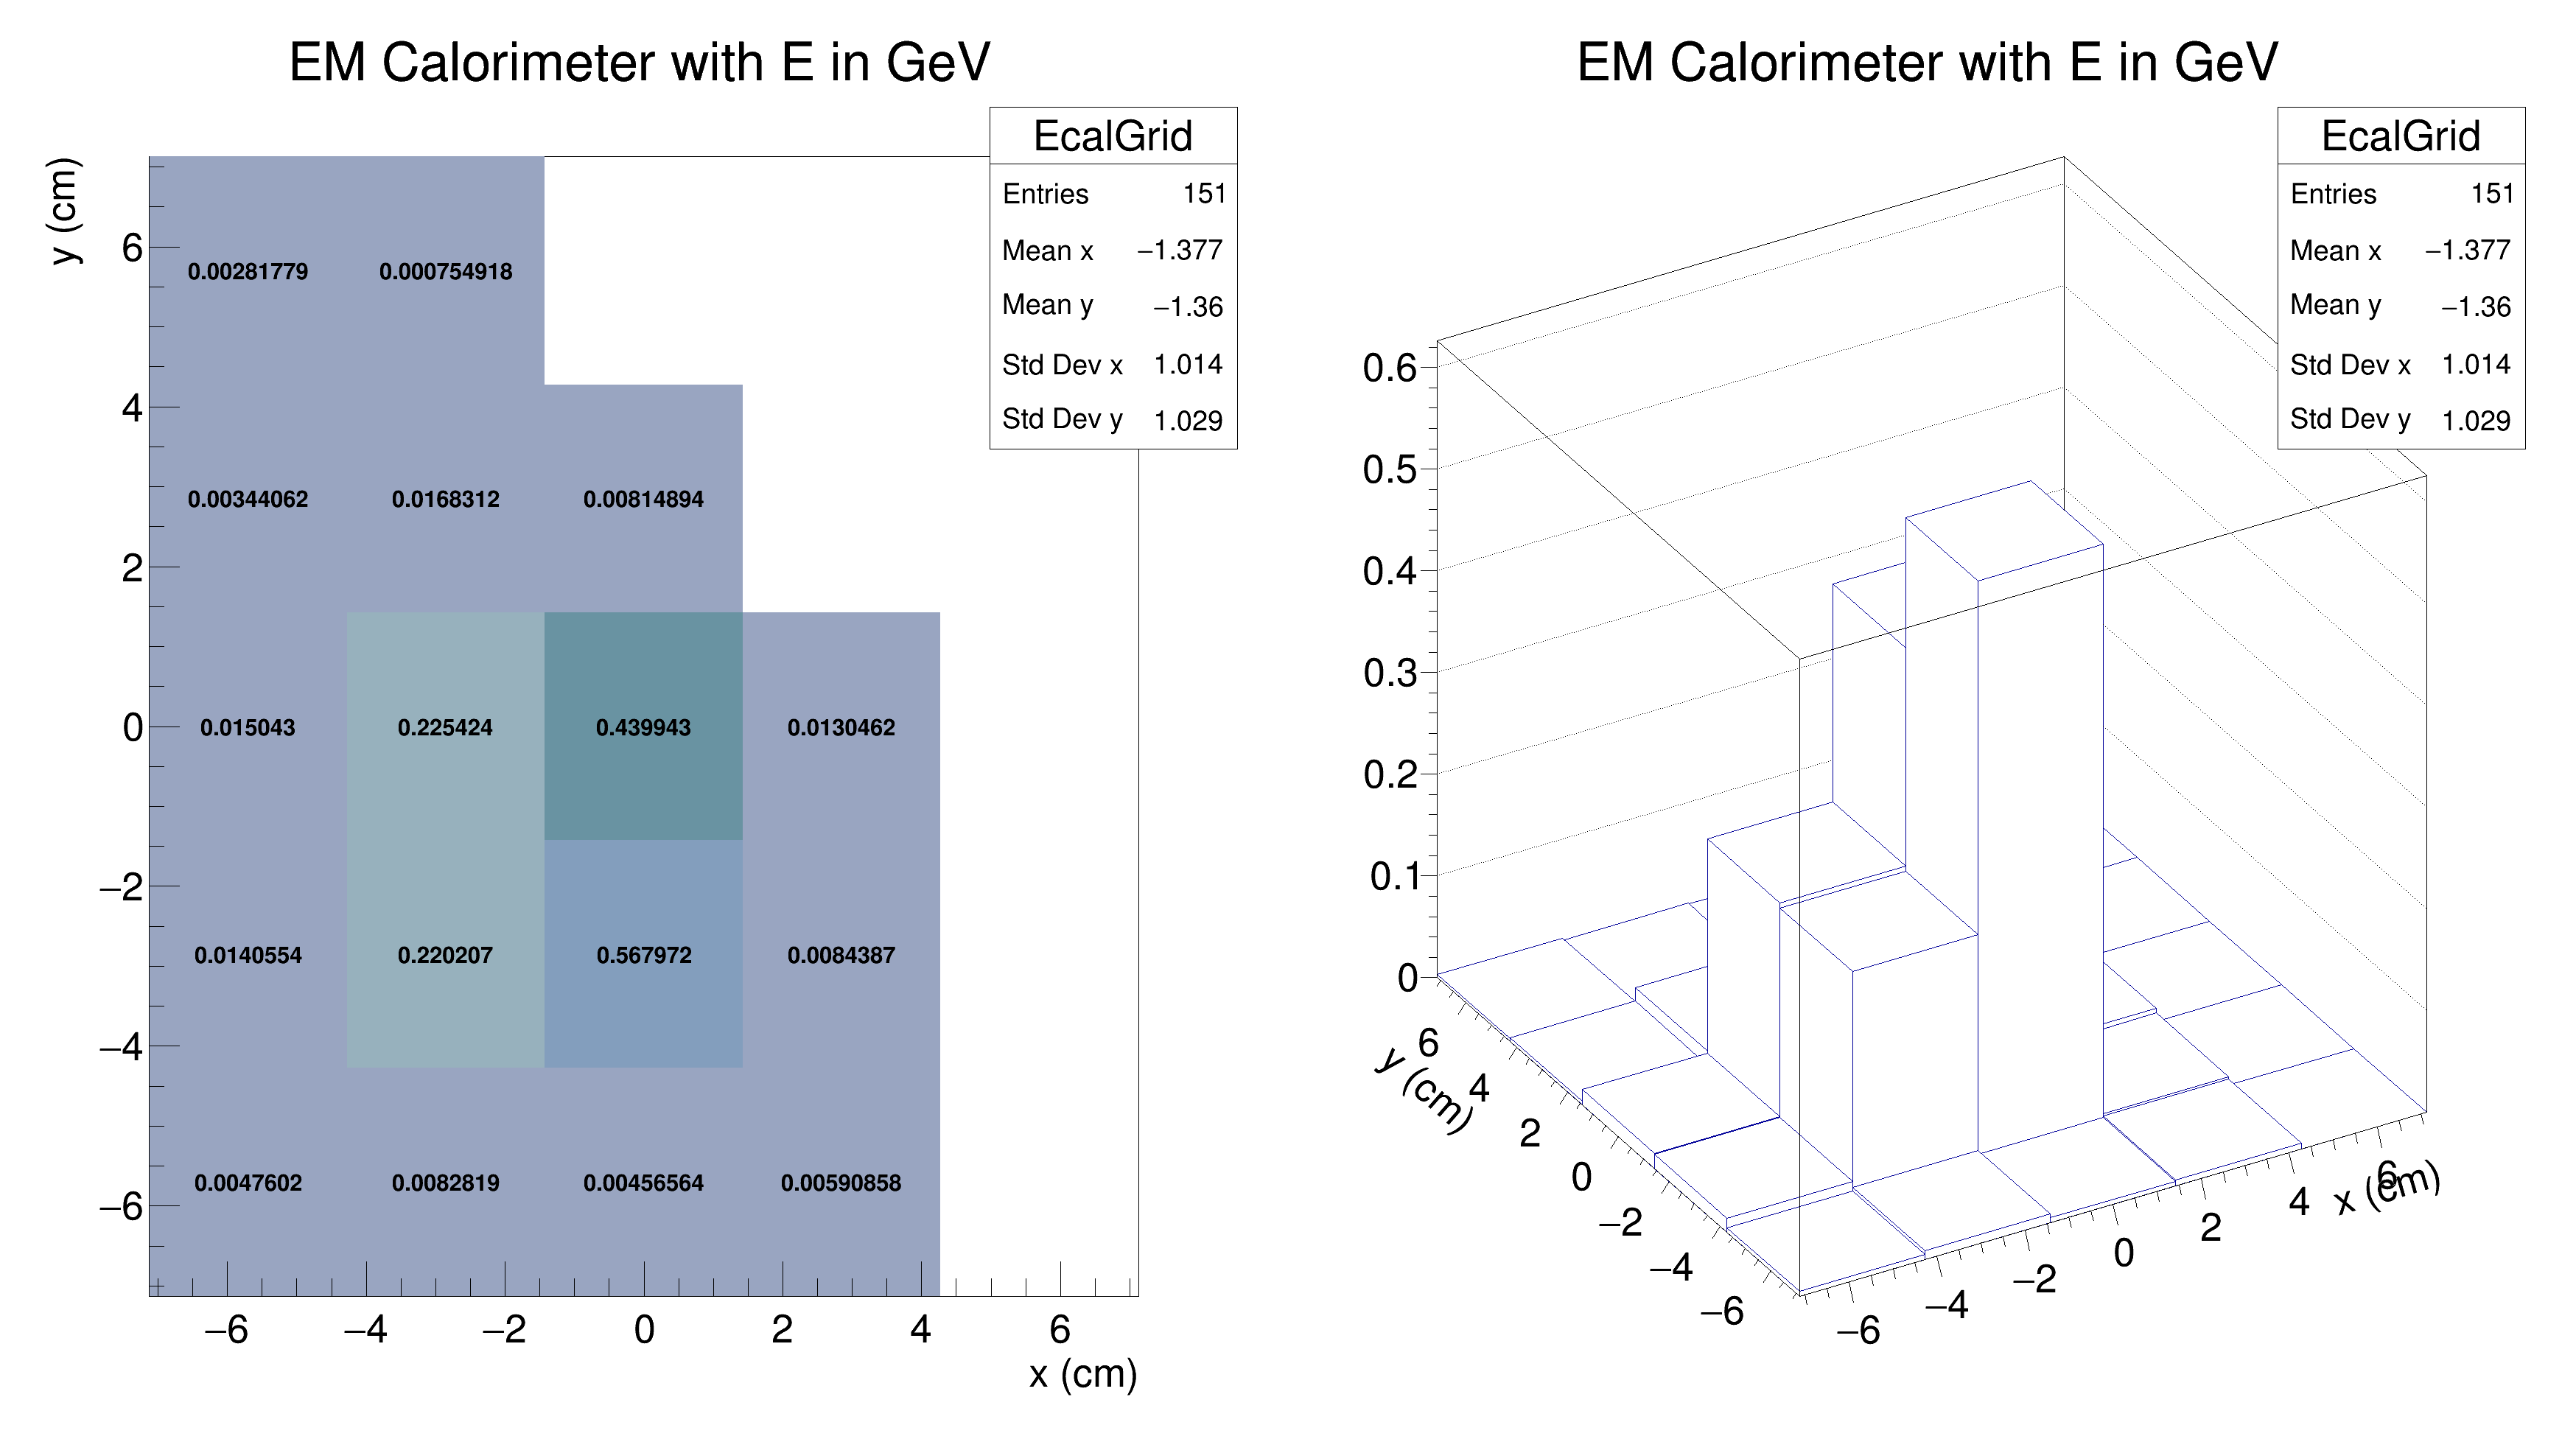 EM Calorimeter with E in GeV
EcalGrid
Entries 151
Mean x −1.377
Mean y −1.36
Std Dev x 1.014
Std Dev y 1.029
y (cm)
6
4
2
0
−2
−4
−6
0.00281779 0.000754918
0.00344062 0.0168312 0.00814894
0.015043 0.225424 0.439943 0.0130462
0.0140554 0.220207 0.567972 0.0084387
0.0047602 0.0082819 0.00456564 0.00590858
−6 −4 −2 0 2 4 6
x (cm)
EM Calorimeter with E in GeV
EcalGrid
Entries 151
Mean x −1.377
Mean y −1.36
Std Dev x 1.014
Std Dev y 1.029
0.6
0.5
0.4
0.3
0.2
0.1
0
y (cm)
6
4
2
0
−2
−4
−6
−6 −4 −2 0 2 4 6
x (cm)